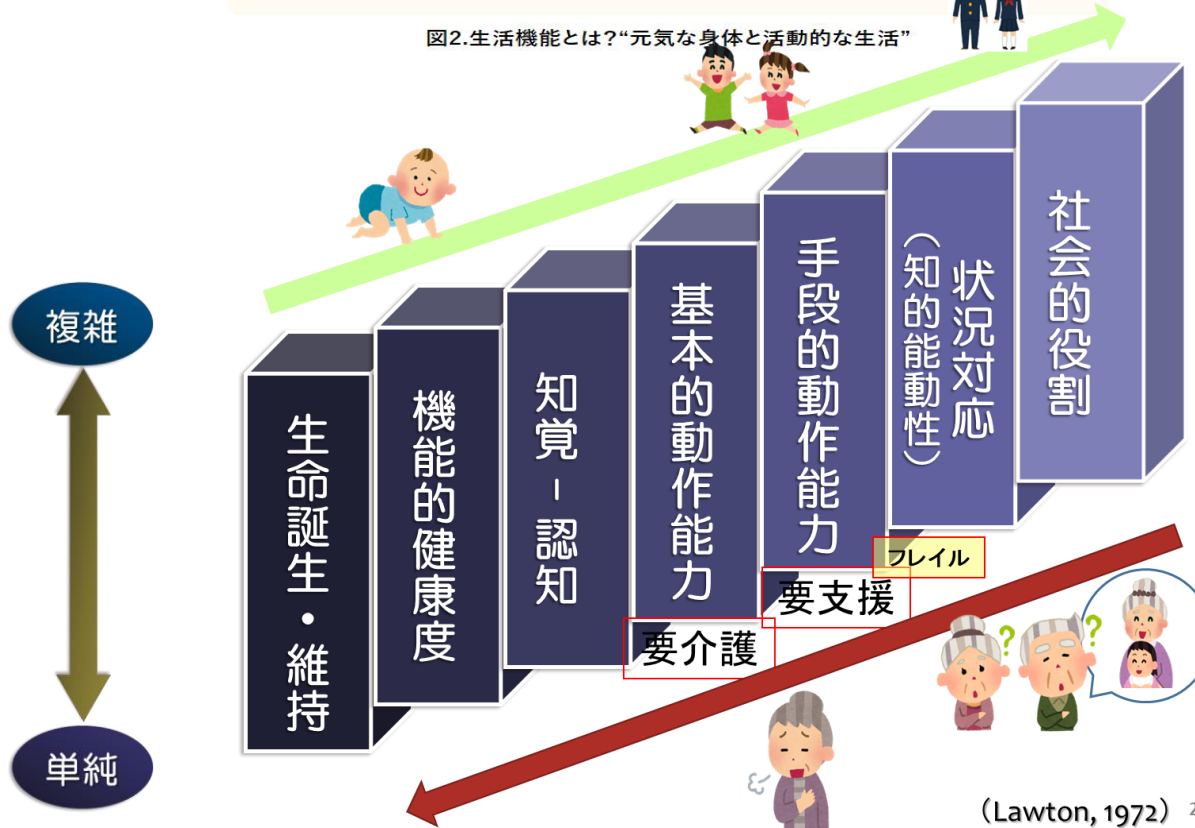 図2.生活機能とは?“元気な身体と活動的な生活”
複雑
単純
生命誕生・維持
機能的健康度
知覚-認知
基本的動作能力
手段的動作能力
状況対応
(知的能動性)
社会的役割
フレイル
要支援
要介護
?
?
(Lawton, 1972)
2